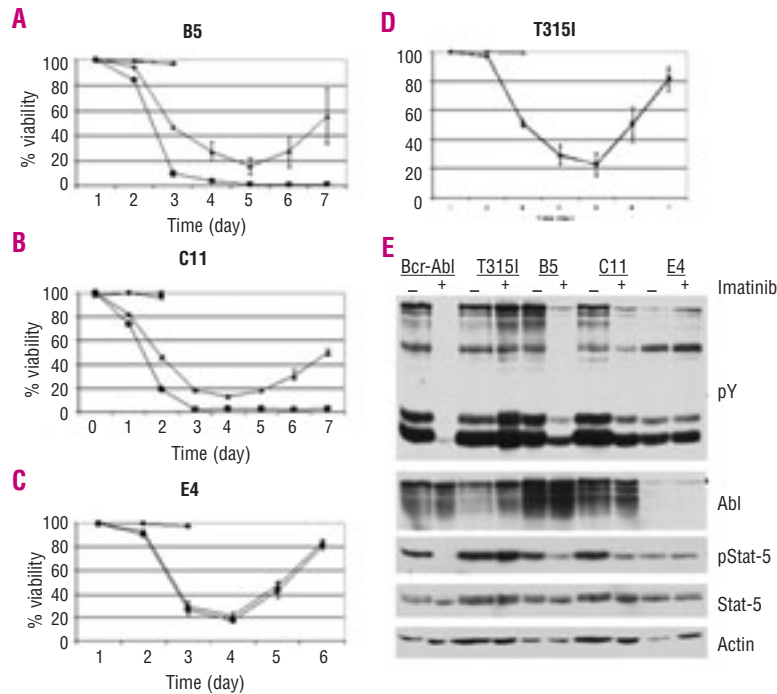 A
B5
% viability
100
80
60
40
20
0
1 2 3 4 5 6 7
Time (day)
B
C11
% viability
100
80
60
40
20
0
0 1 2 3 4 5 6 7
Time (day)
C
E4
% viability
100
80
60
40
20
0
1 2 3 4 5 6
Time (day)
D
T315I
100
80
60
40
20
0
E
Bcr-Abl T315I B5 C11 E4
– + – + – + – + – + Imatinib
pY
Abl
pStat-5
Stat-5
Actin